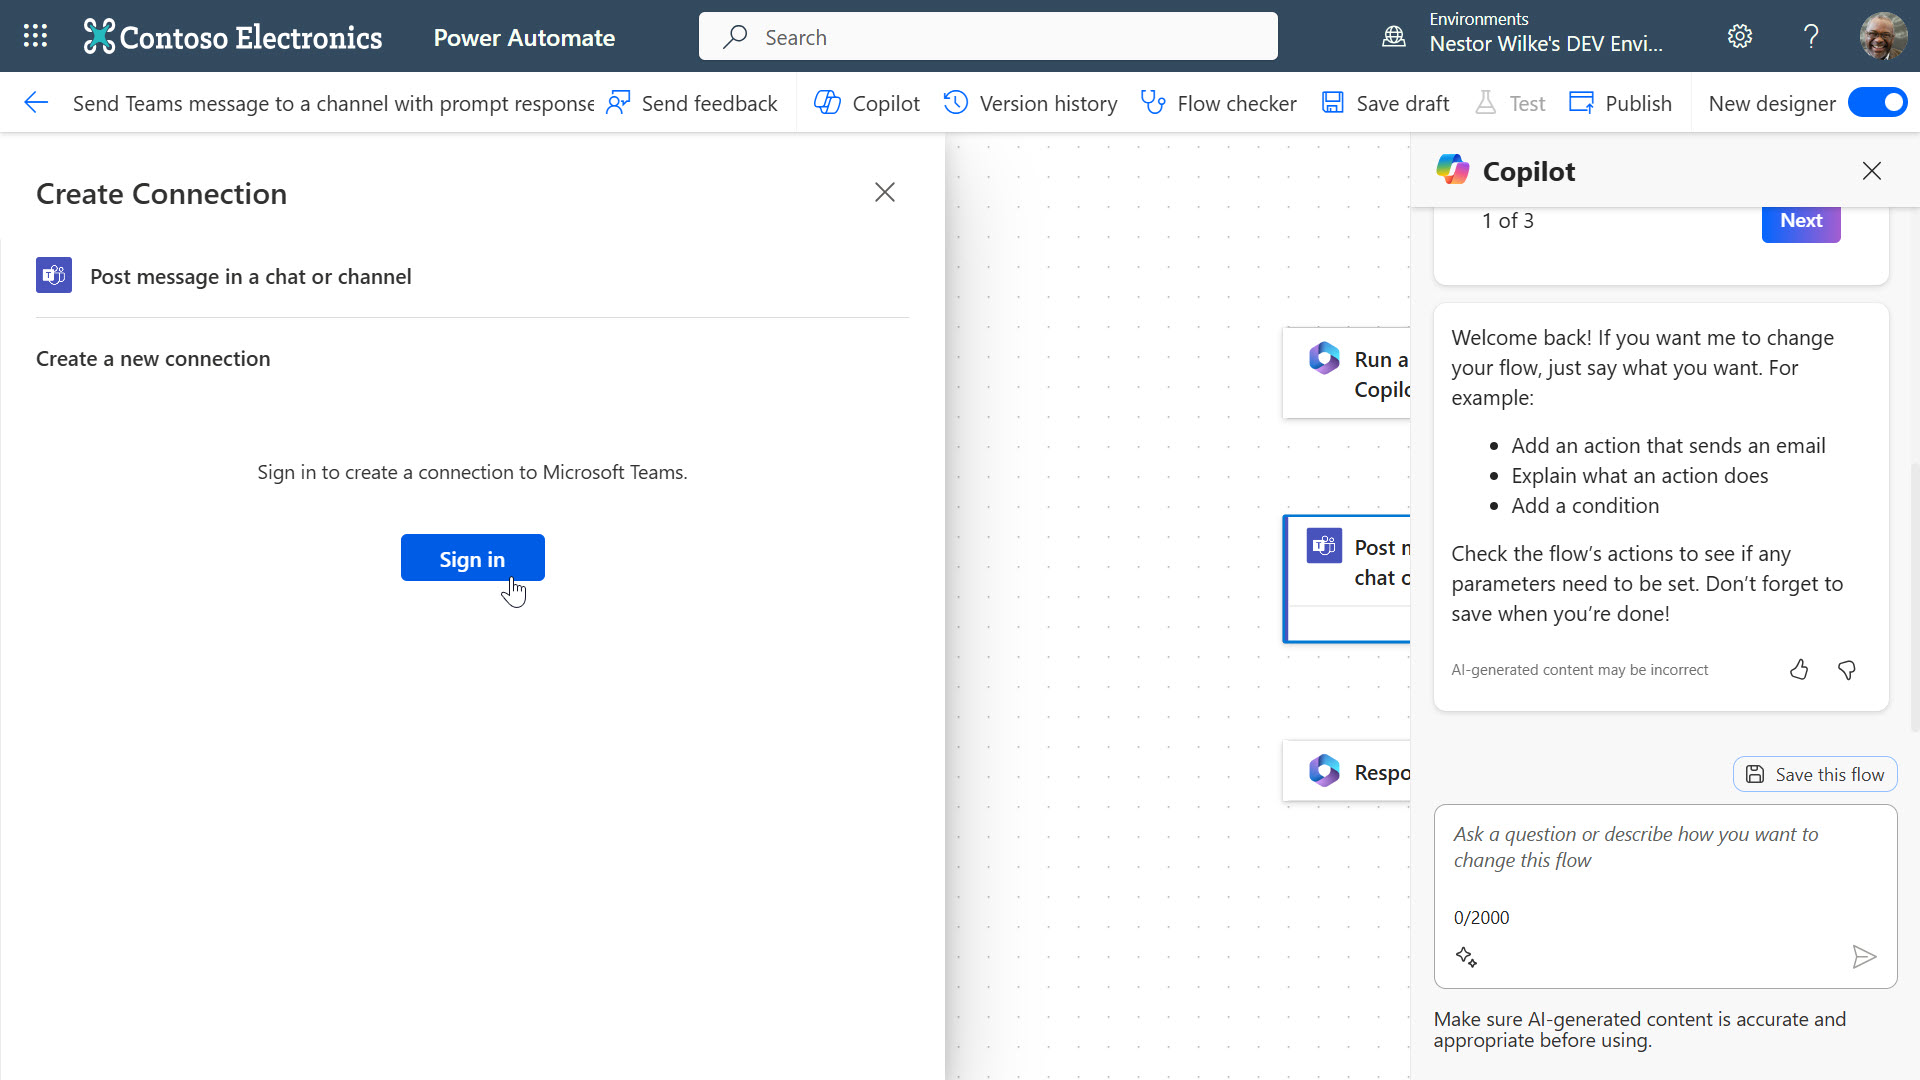 Contoso Electronics
Power Automate
Search
Environments
Nestor Wilke's DEV Envi...
Send Teams message to a channel with prompt response
Send feedback
Copilot
Version history
Flow checker
Save draft
Test
Publish
New designer
Create Connection
Post message in a chat or channel
Create a new connection
Sign in to create a connection to Microsoft Teams.
Sign in
Run a
Copilo
Post m
chat o
Respo
Copilot
1 of 3
Next
Welcome back! If you want me to change
your flow, just say what you want. For
example:
• Add an action that sends an email
• Explain what an action does
• Add a condition
Check the flow’s actions to see if any
parameters need to be set. Don’t forget to
save when you’re done!
AI-generated content may be incorrect
Save this flow
Ask a question or describe how you want to
change this flow
0/2000
Make sure AI-generated content is accurate and
appropriate before using.